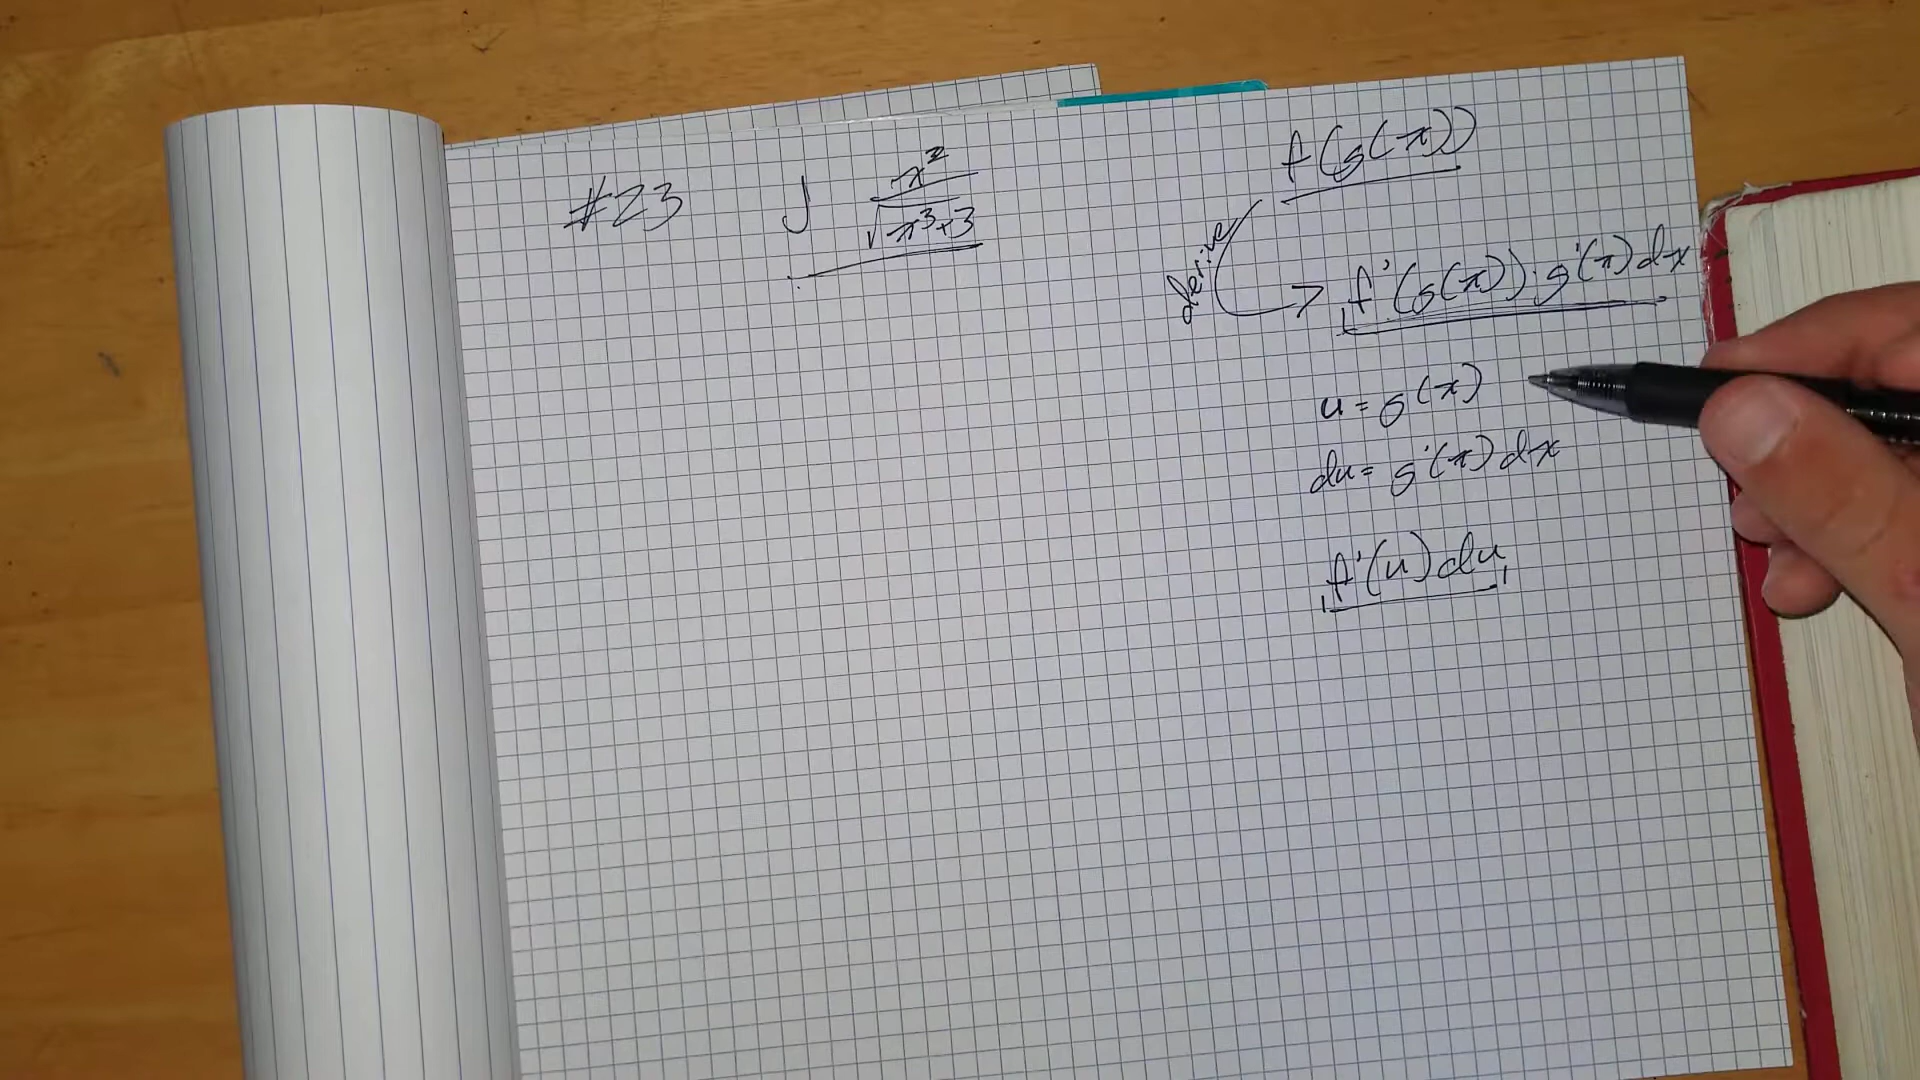 #23 ∫ x²/√(x³+3)
f(g(x))
derive
f'(g(x))·g'(x)dx
u = g(x)
du = g'(x)dx
f'(u)du